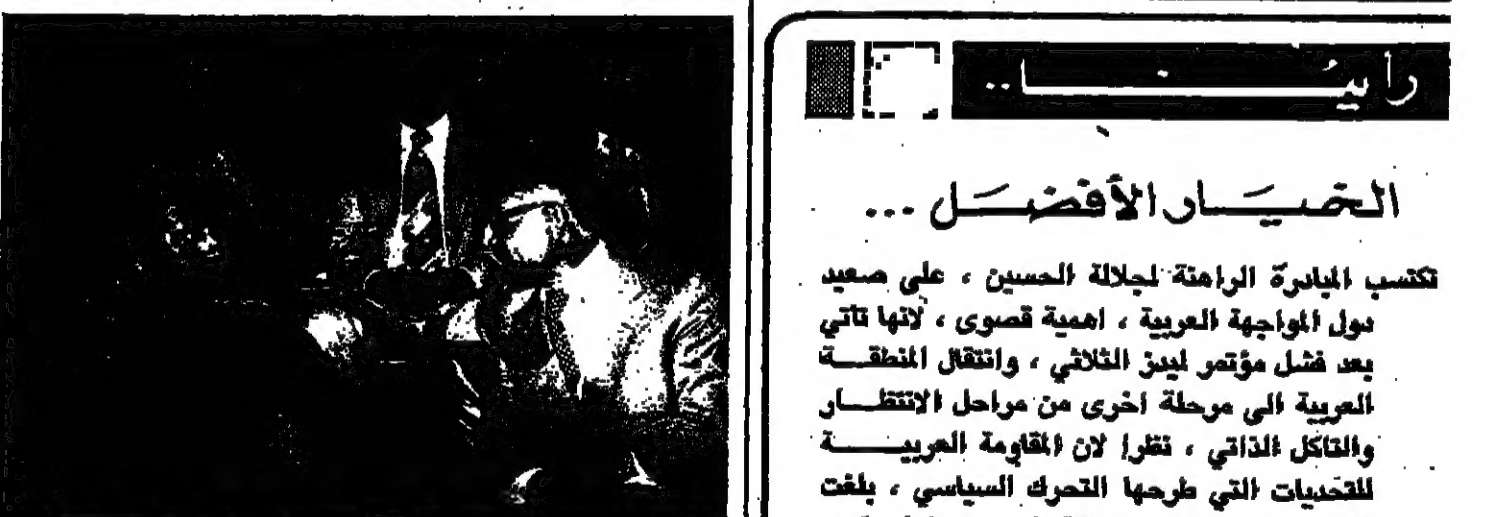 رأينا..
الخيار الأفضل ...
تكتسب المبادرة الراهنة لجلالة الحسين ، على صعيد
دول المواجهة العربية ، اهمية قصوى ، لانها تأتي
بعد فشل مؤتمر ليدز الثلاثي ، وانتقال المنطقة
العربية الى مرحلة اخرى من مراحل الانتظار
والتاكل الذاتي ، نظرا لان المقاومة العربية
للتحديات التي طرحها التحرك السياسي ، بلغت